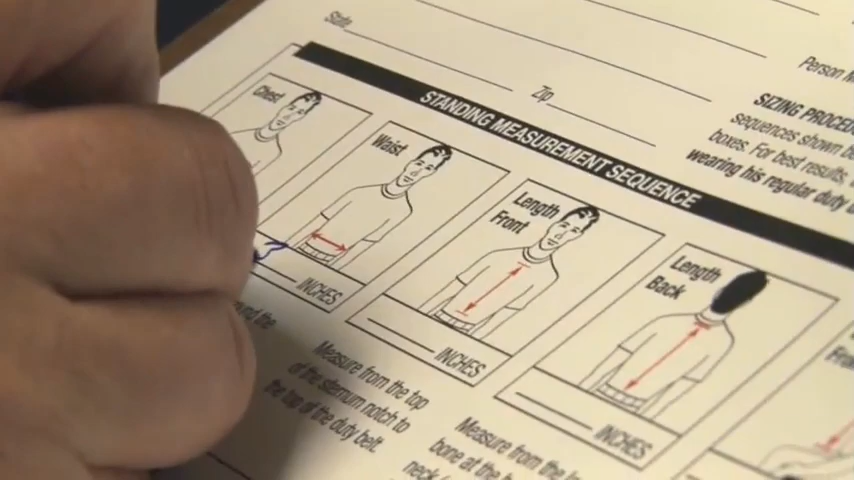 State
Zip
Person M
STANDING MEASUREMENT SEQUENCE
SIZING PROCED
sequences shown be
boxes. For best results,
wearing his regular duty
Chest
Waist
Length
Front
Length
Back
INCHES
INCHES
INCHES
the
Measure from the top
of the sternum notch to
the top of the duty belt.
Measure from the
bone at the
neck